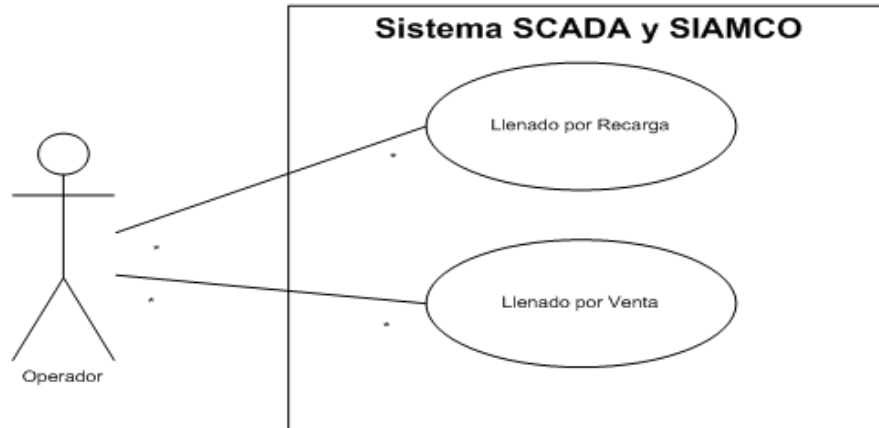 Sistema SCADA y SIAMCO
Llenado por Recarga
*
*
*
*
Llenado por Venta
Operador